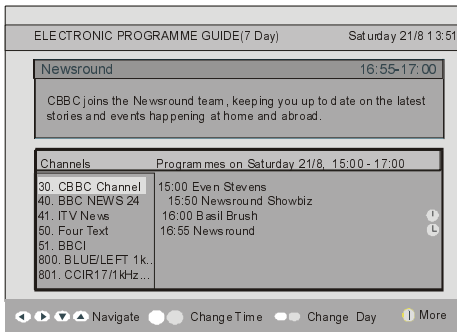 ELECTRONIC PROGRAMME GUIDE(7 Day) Saturday 21/8 13:51
Newsround 16:55-17:00
CBBC joins the Newsround team, keeping you up to date on the latest
stories and events happening at home and abroad.
Channels Programmes on Saturday 21/8, 15:00 - 17:00
30. CBBC Channel 15:00 Even Stevens
40. BBC NEWS 24 15:50 Newsround Showbiz
41. ITV News 16:00 Basil Brush
50. Four Text 16:55 Newsround
51. BBCI
800. BLUE/LEFT 1k..
801. CCIR17/1kHz...
Navigate Change Time Change Day More